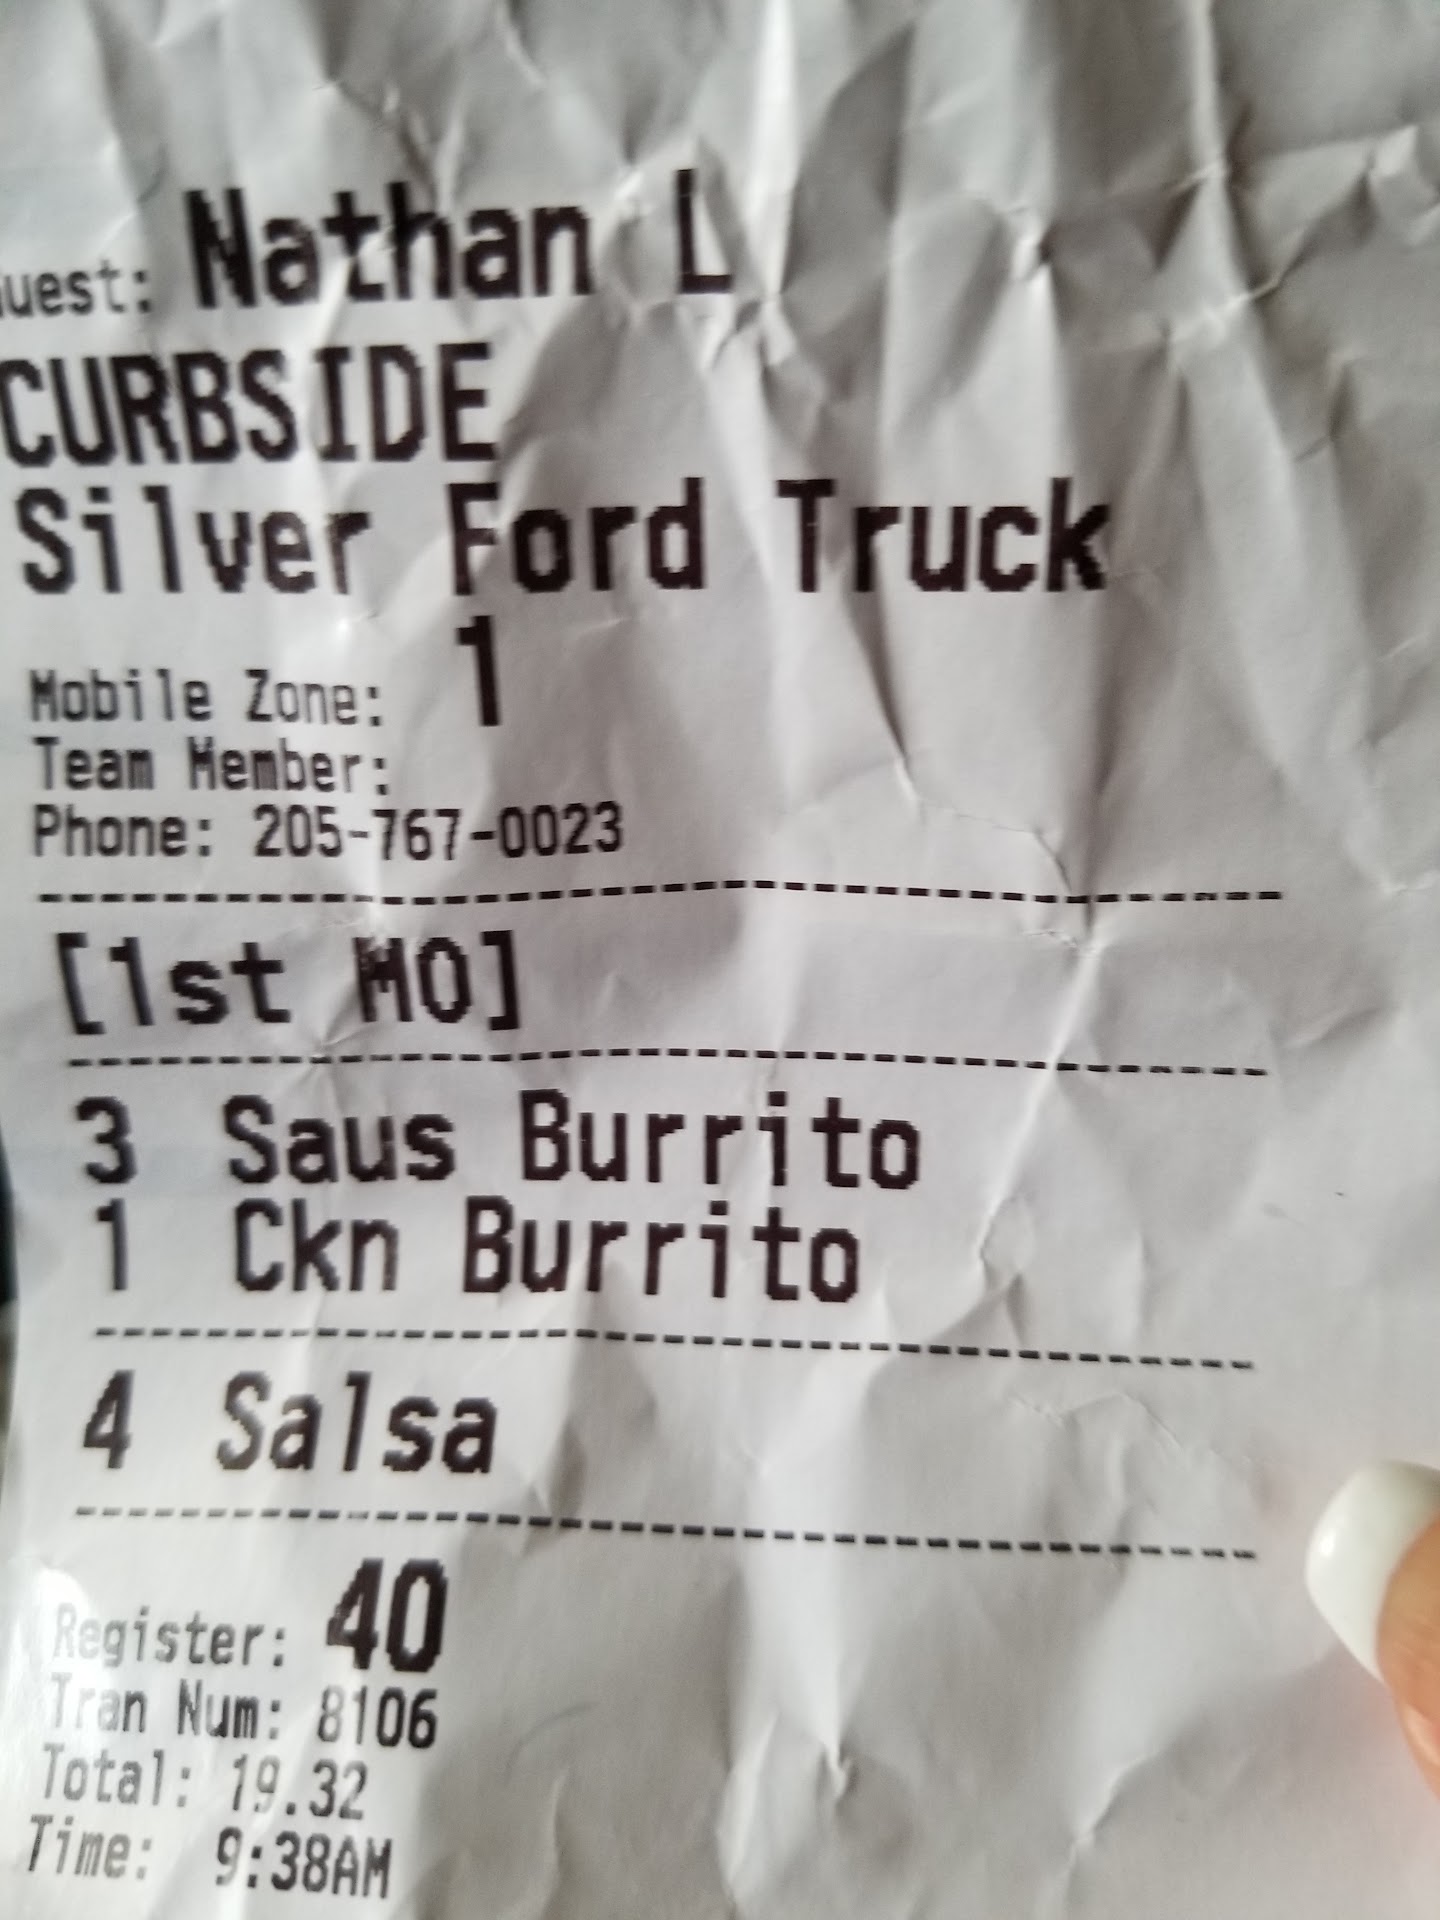 Guest: Nathan L
CURBSIDE
Silver Ford Truck
Mobile Zone: 1
Team Member:
Phone: 205-767-0023
[1st MO]
3 Saus Burrito
1 Ckn Burrito
4 Salsa
Register: 40
Tran Num: 8106
Total: 19.32
Time: 9:38AM